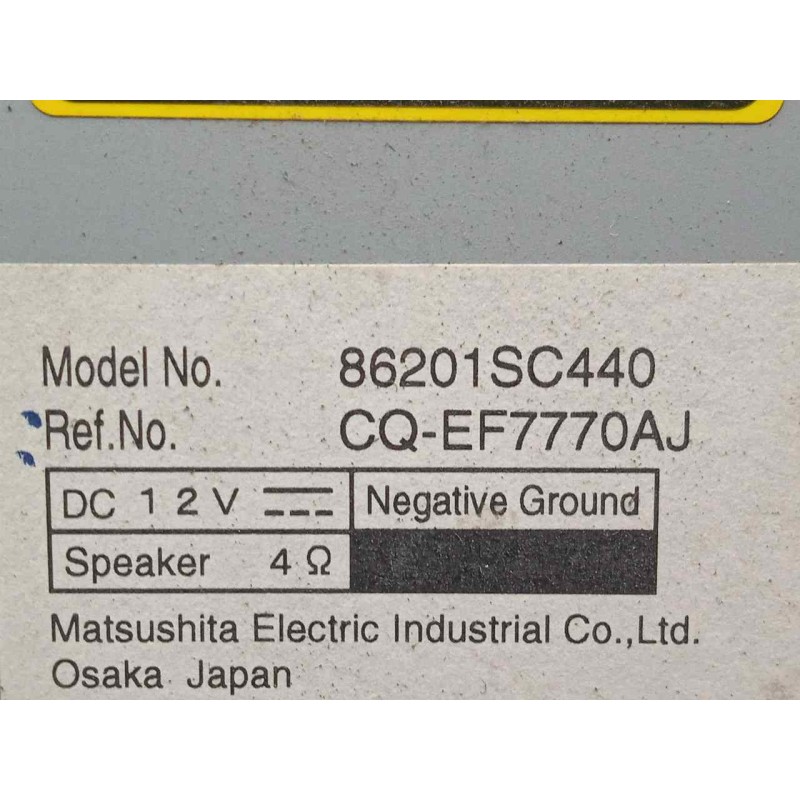 Model No. 86201SC440
Ref.No. CQ-EF7770AJ
DC 12V ⎓ Negative Ground
Speaker 4Ω
Matsushita Electric Industrial Co.,Ltd.
Osaka Japan